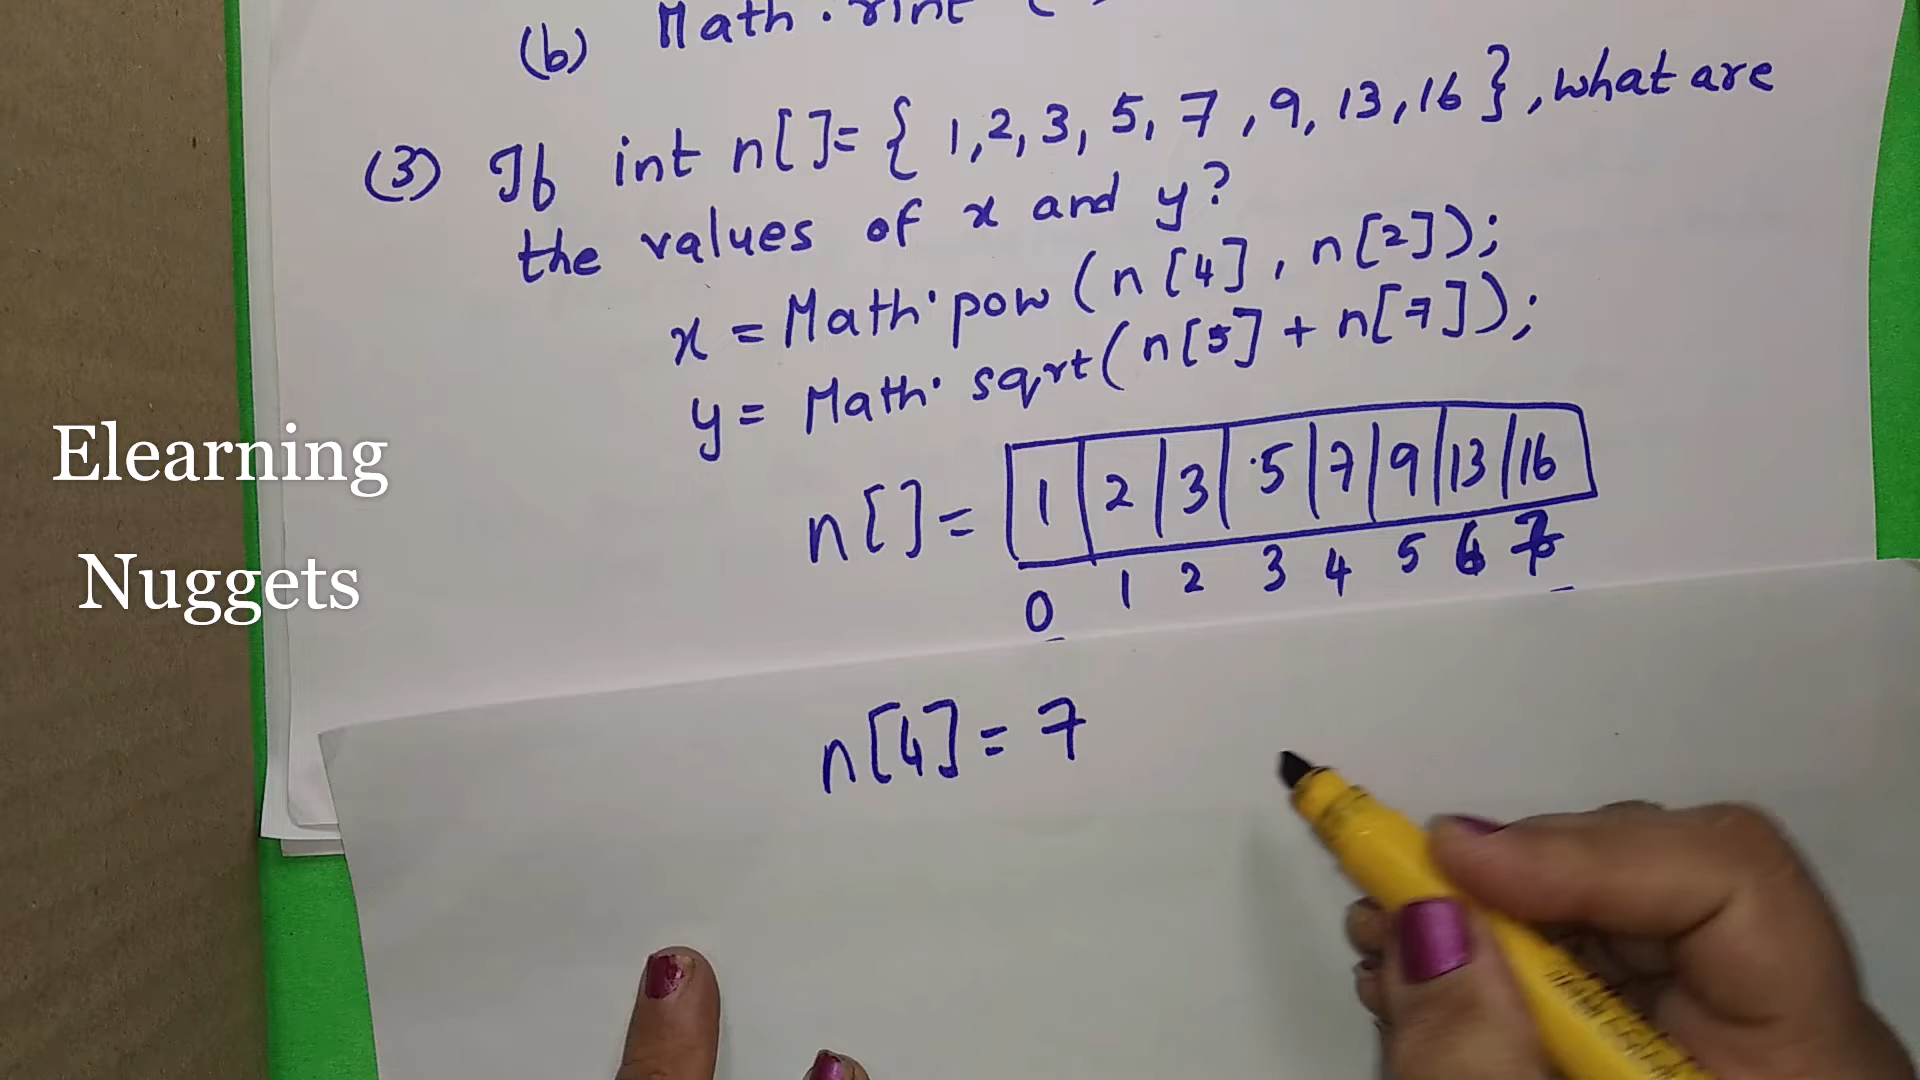 (b) Math.rint (
(3) If int n[]= { 1,2,3,5,7,9,13,16 }, what are
the values of x and y?
x = Math.pow (n[4], n[2]);
y = Math.sqrt(n[5] + n[7]);
n[] = 1 2 3 5 7 9 13 16
0 1 2 3 4 5 6 7
n[4] = 7
Elearning
Nuggets